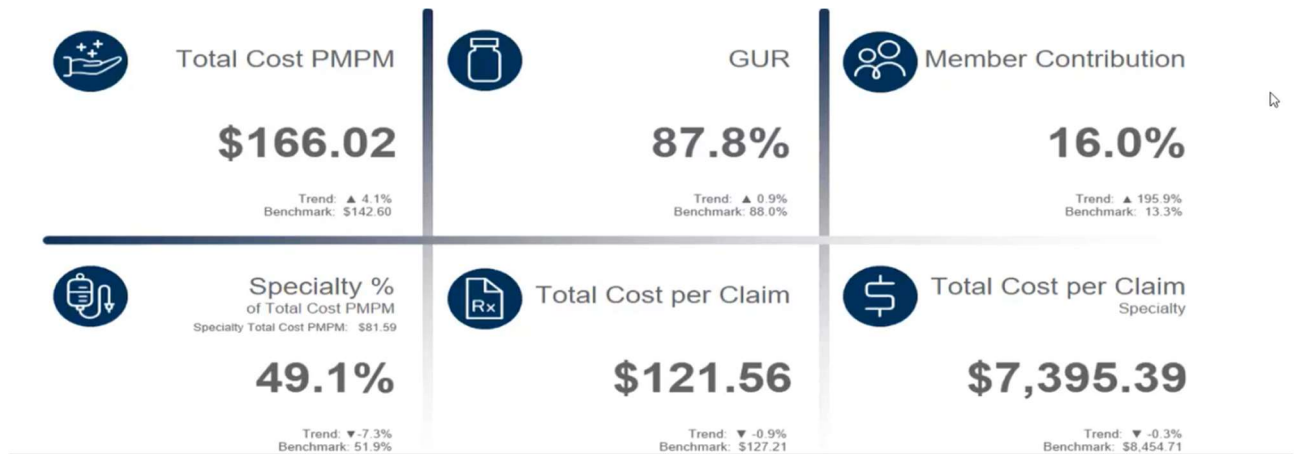 Total Cost PMPM
$166.02
Trend: ▲ 4.1%
Benchmark: $142.60
GUR
87.8%
Trend: ▲ 0.9%
Benchmark: 88.0%
Member Contribution
16.0%
Trend: ▲ 195.9%
Benchmark: 13.3%
Specialty %
of Total Cost PMPM
Specialty Total Cost PMPM: $81.59
49.1%
Trend: ▼-7.3%
Benchmark: 51.9%
Rx
Total Cost per Claim
$121.56
Trend: ▼ -0.9%
Benchmark: $127.21
$
Total Cost per Claim
Specialty
$7,395.39
Trend: ▼ -0.3%
Benchmark: $8,454.71